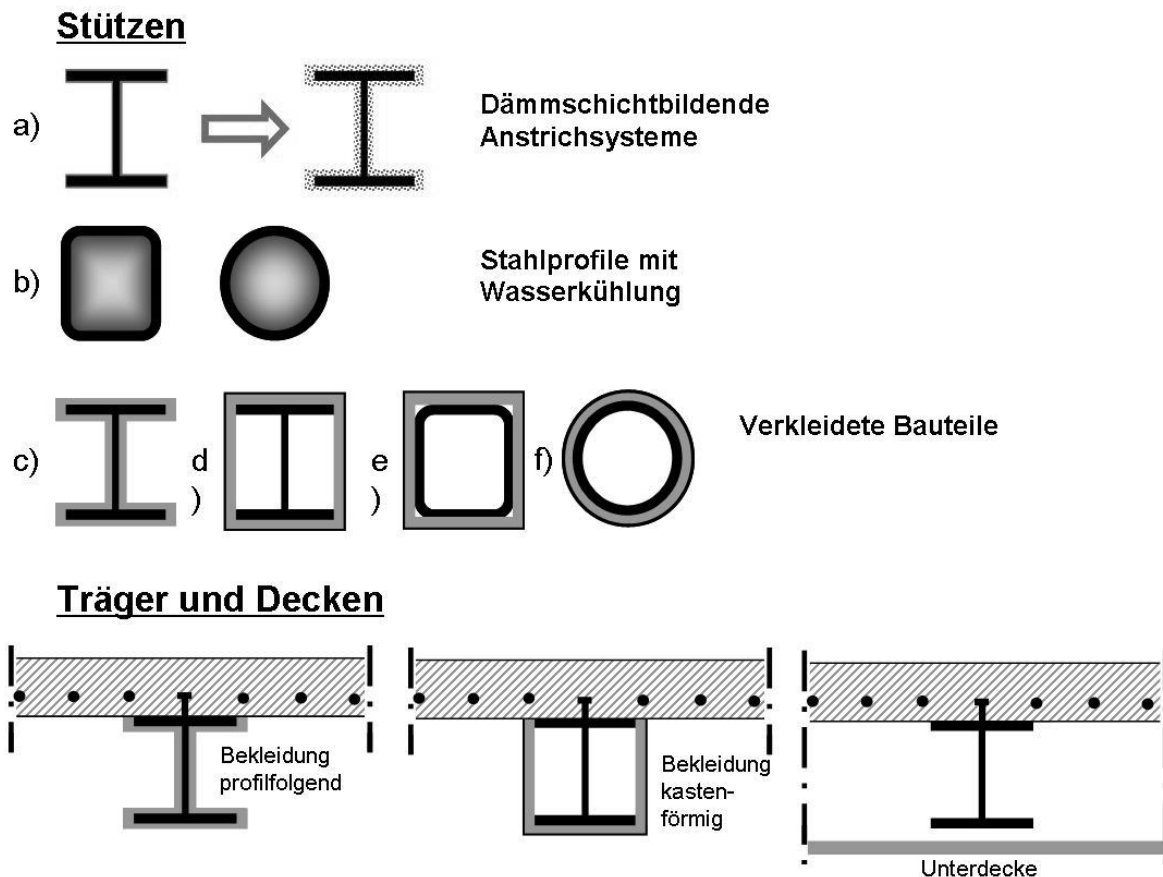 Stützen
a)
Dämmschichtbildende
Anstrichsysteme
b)
Stahlprofile mit
Wasserkühlung
c)
d
)
e
)
f)
Verkleidete Bauteile
Träger und Decken
Bekleidung
profilfolgend
Bekleidung
kasten-
förmig
Unterdecke